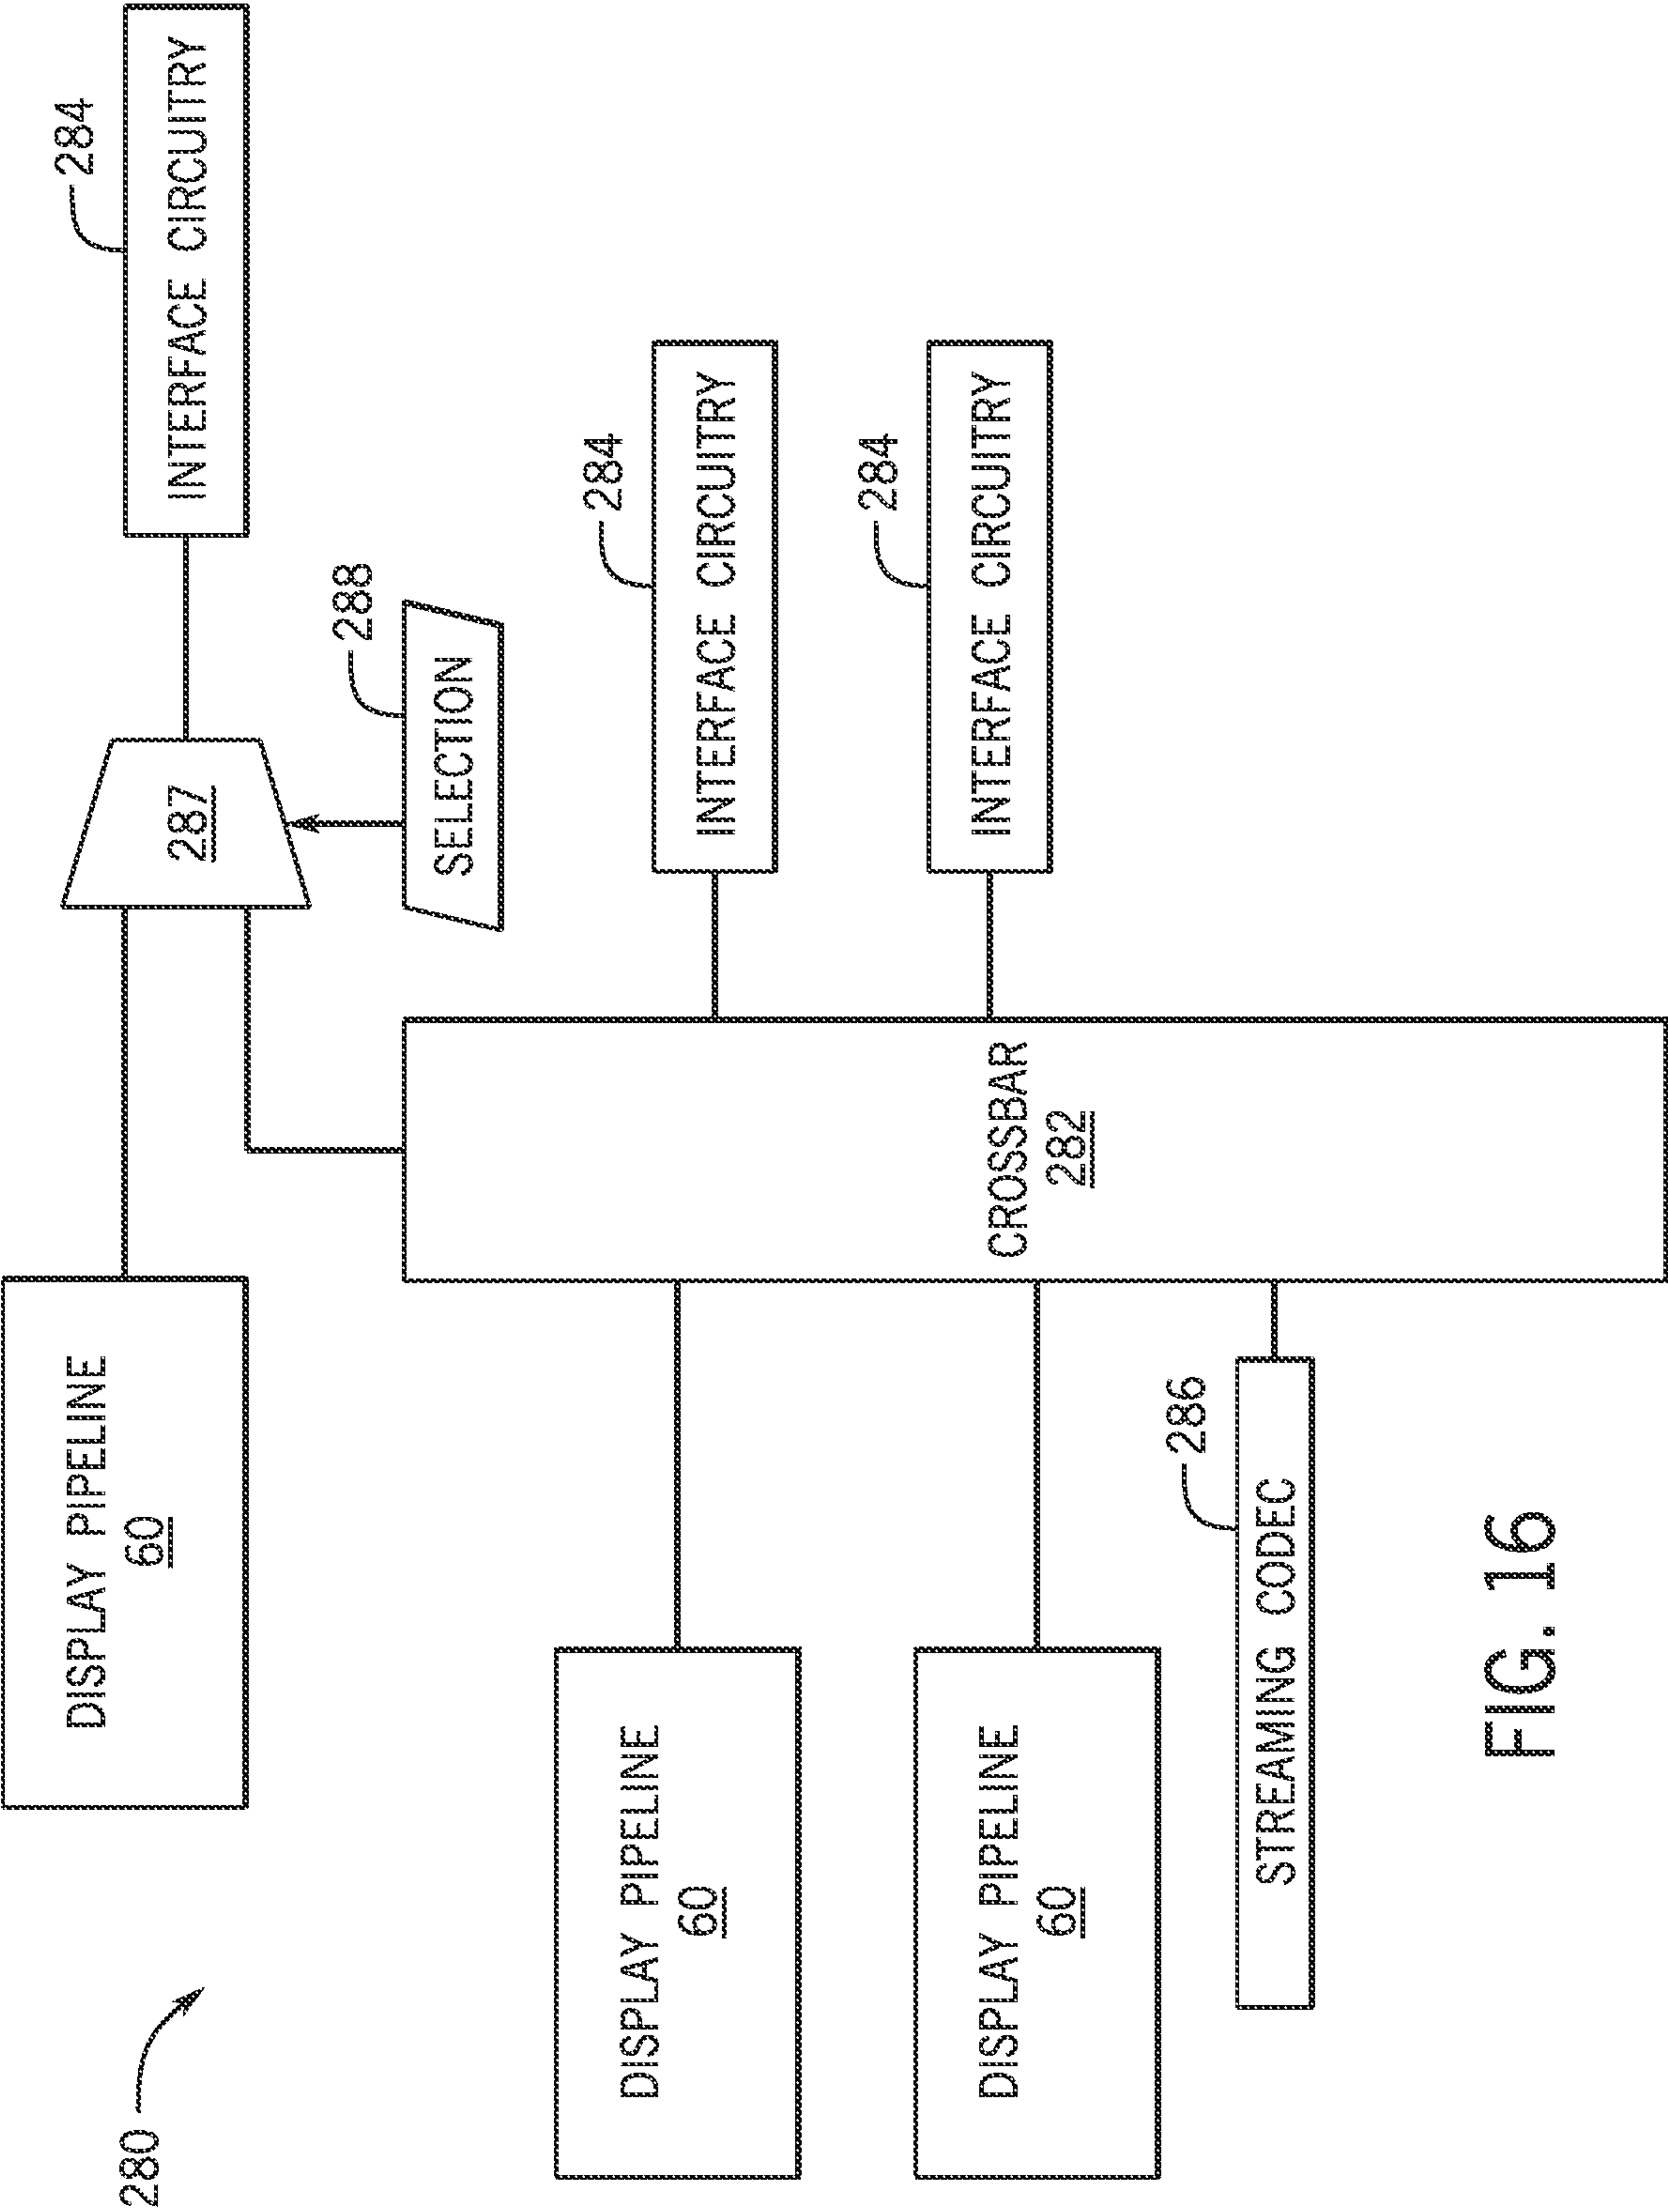 280
DISPLAY PIPELINE
60
287
284
INTERFACE CIRCUITRY
288
SELECTION
DISPLAY PIPELINE
60
284
INTERFACE CIRCUITRY
CROSSBAR
282
DISPLAY PIPELINE
60
284
INTERFACE CIRCUITRY
286
STREAMING CODEC
FIG. 16